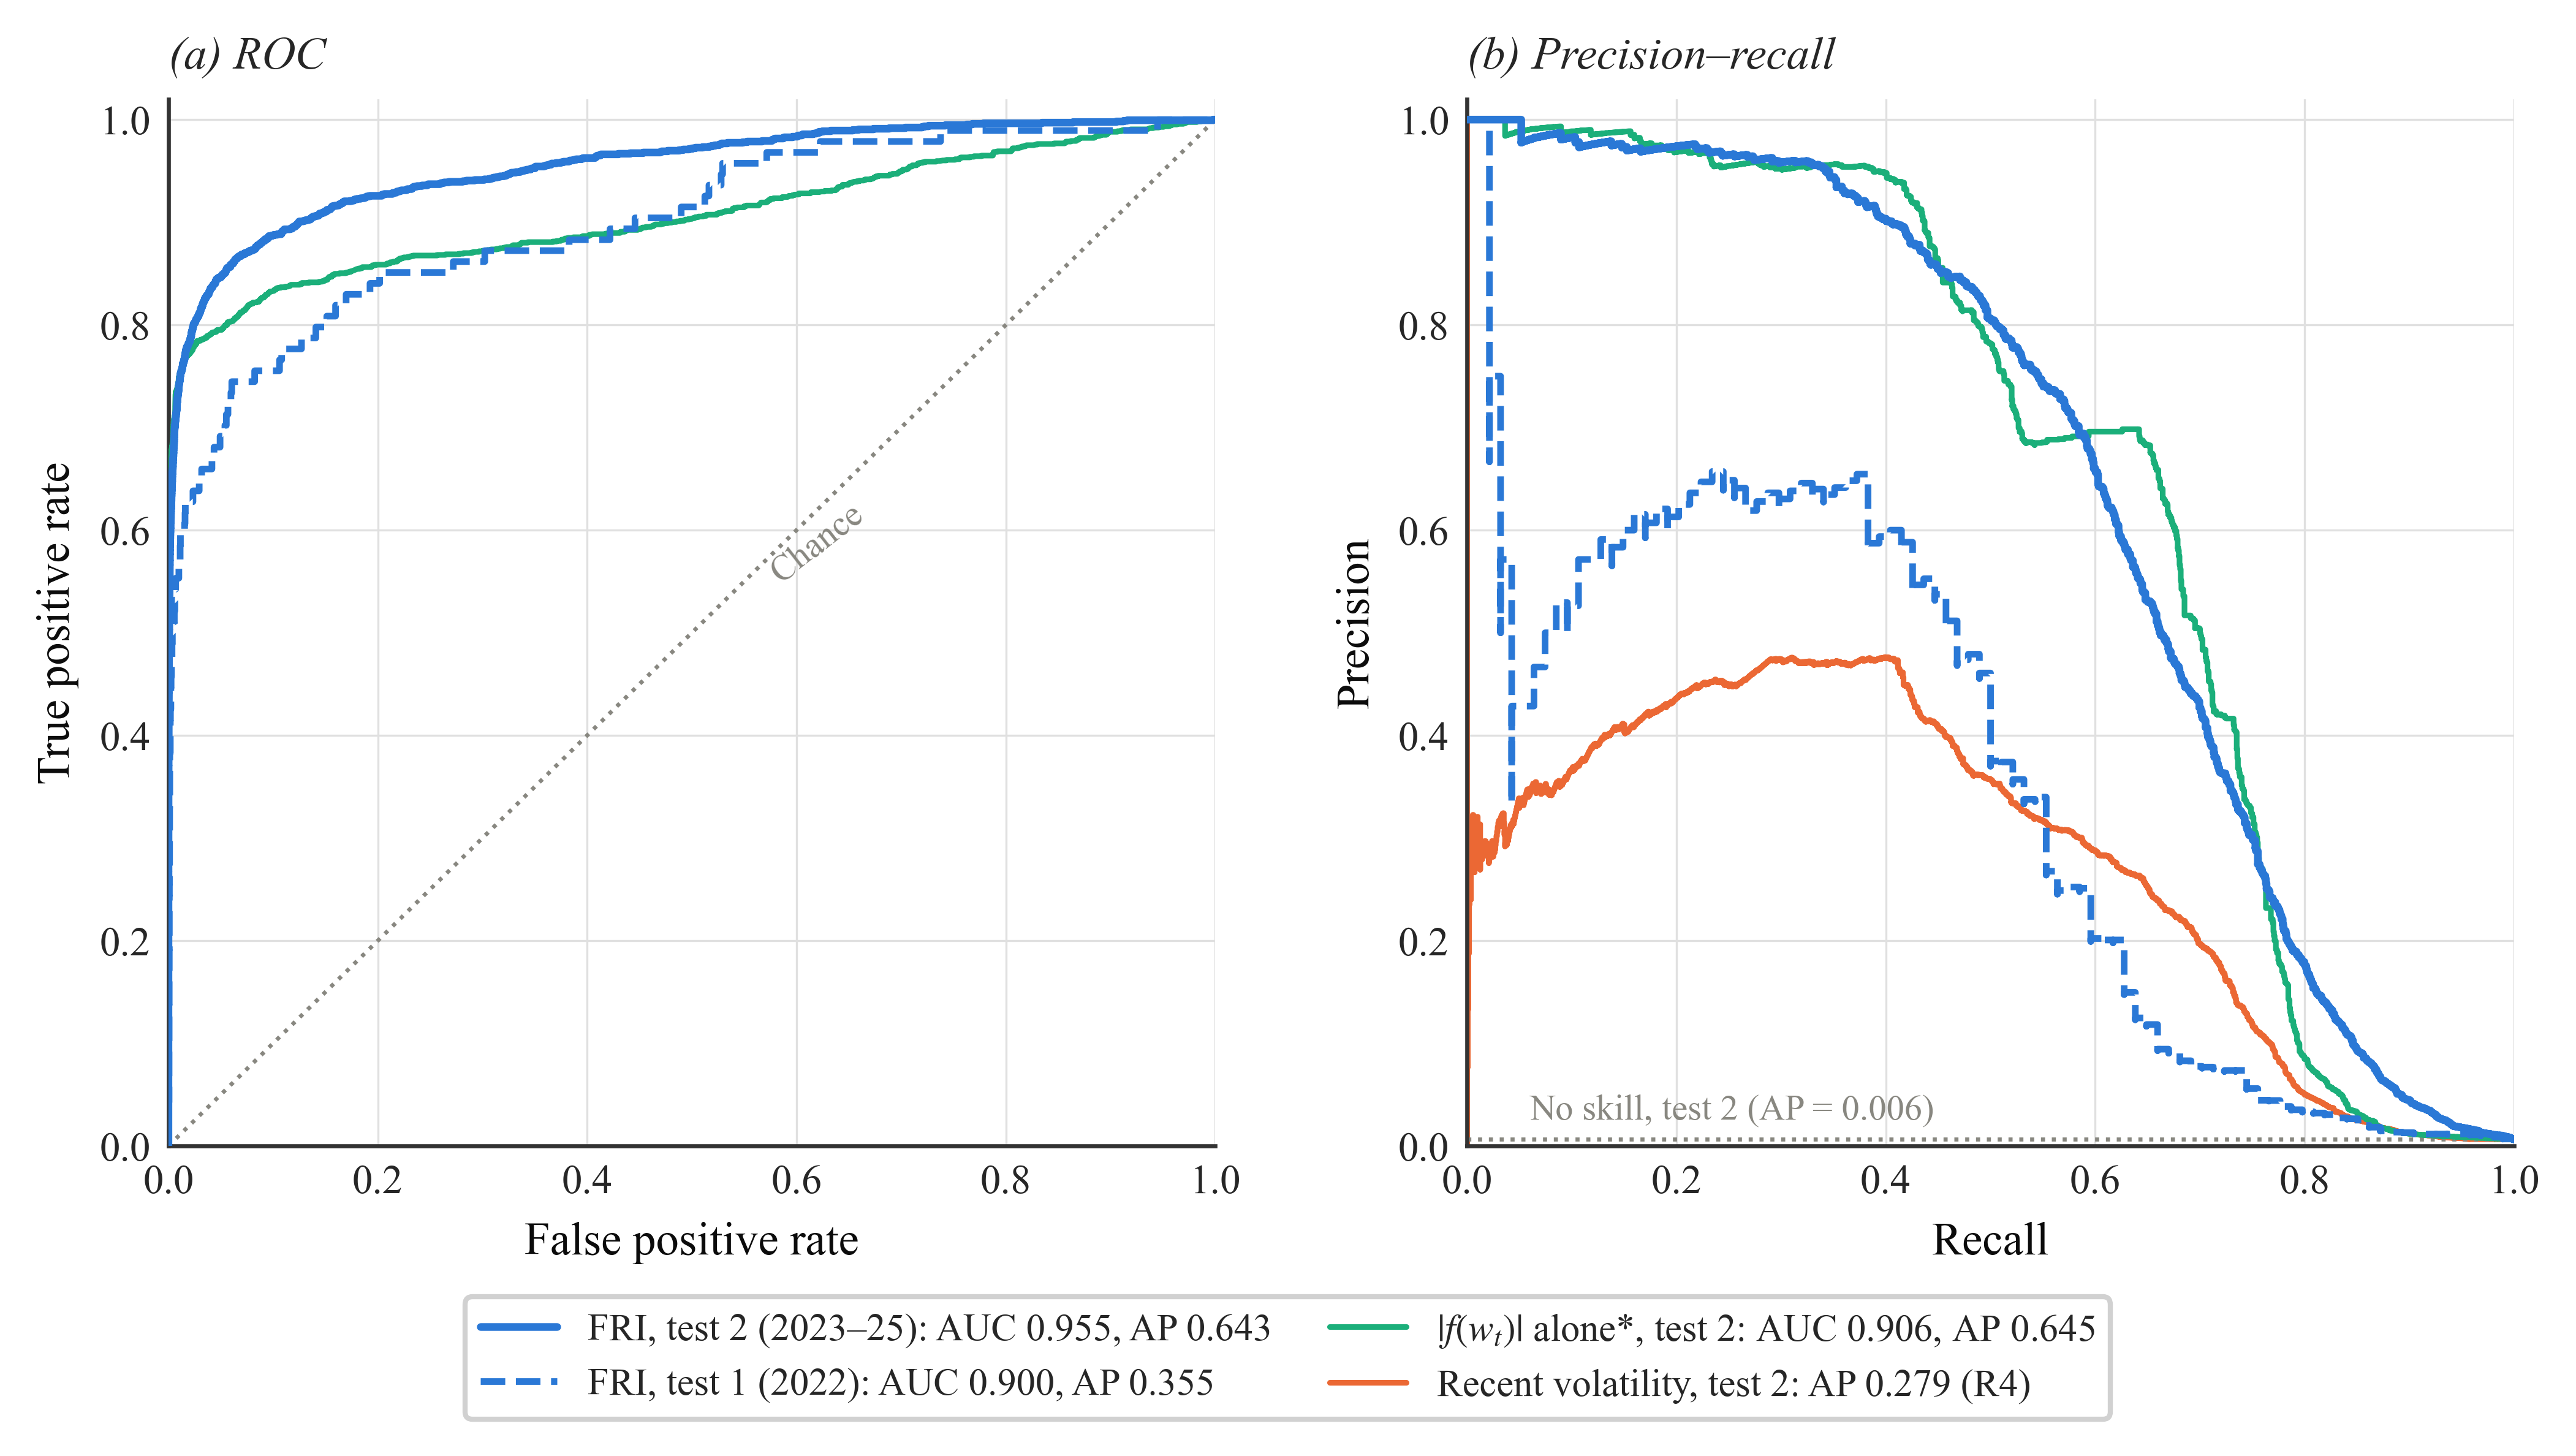 (a) ROC
(b) Precision–recall
1.0
0.8
0.6
0.4
0.2
0.0
True positive rate
0.0 0.2 0.4 0.6 0.8 1.0
False positive rate
Chance
1.0
0.8
0.6
0.4
0.2
0.0
Precision
No skill, test 2 (AP = 0.006)
0.0 0.2 0.4 0.6 0.8 1.0
Recall
FRI, test 2 (2023–25): AUC 0.955, AP 0.643
FRI, test 1 (2022): AUC 0.900, AP 0.355
|f(wₜ)| alone*, test 2: AUC 0.906, AP 0.645
Recent volatility, test 2: AP 0.279 (R4)